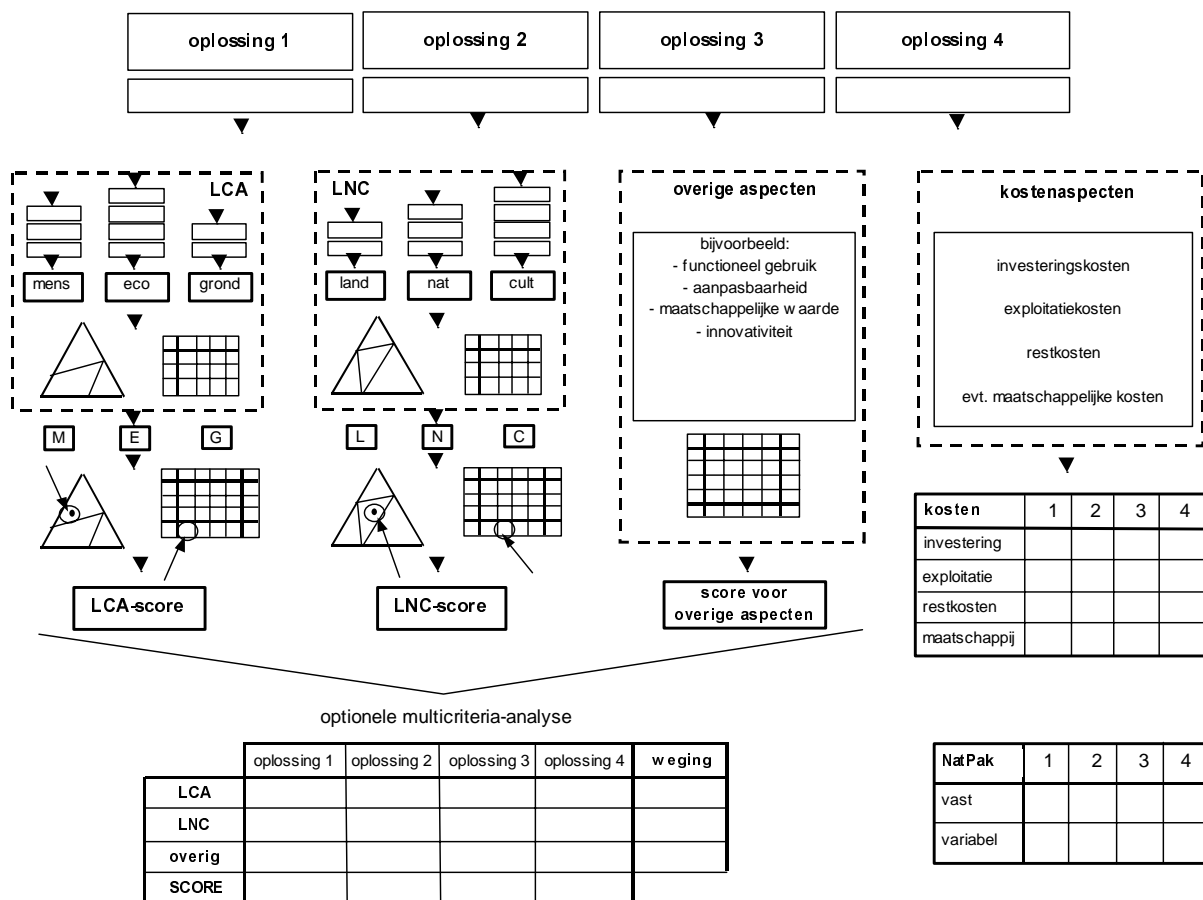 oplossing 1
oplossing 2
oplossing 3
oplossing 4
LCA
mens
eco
grond
M
E
G
LCA-score
LNC
land
nat
cult
L
N
C
LNC-score
overige aspecten
bijvoorbeeld:
- functioneel gebruik
- aanpasbaarheid
- maatschappelijke waarde
- innovativiteit
score voor
overige aspecten
kostenaspecten
investeringskosten
exploitatiekosten
restkosten
evt. maatschappelijke kosten
kosten 1 2 3 4
investering
exploitatie
restkosten
maatschappij
optionele multicriteria-analyse
oplossing 1 oplossing 2 oplossing 3 oplossing 4 weging
LCA
LNC
overig
SCORE
NatPak 1 2 3 4
vast
variabel